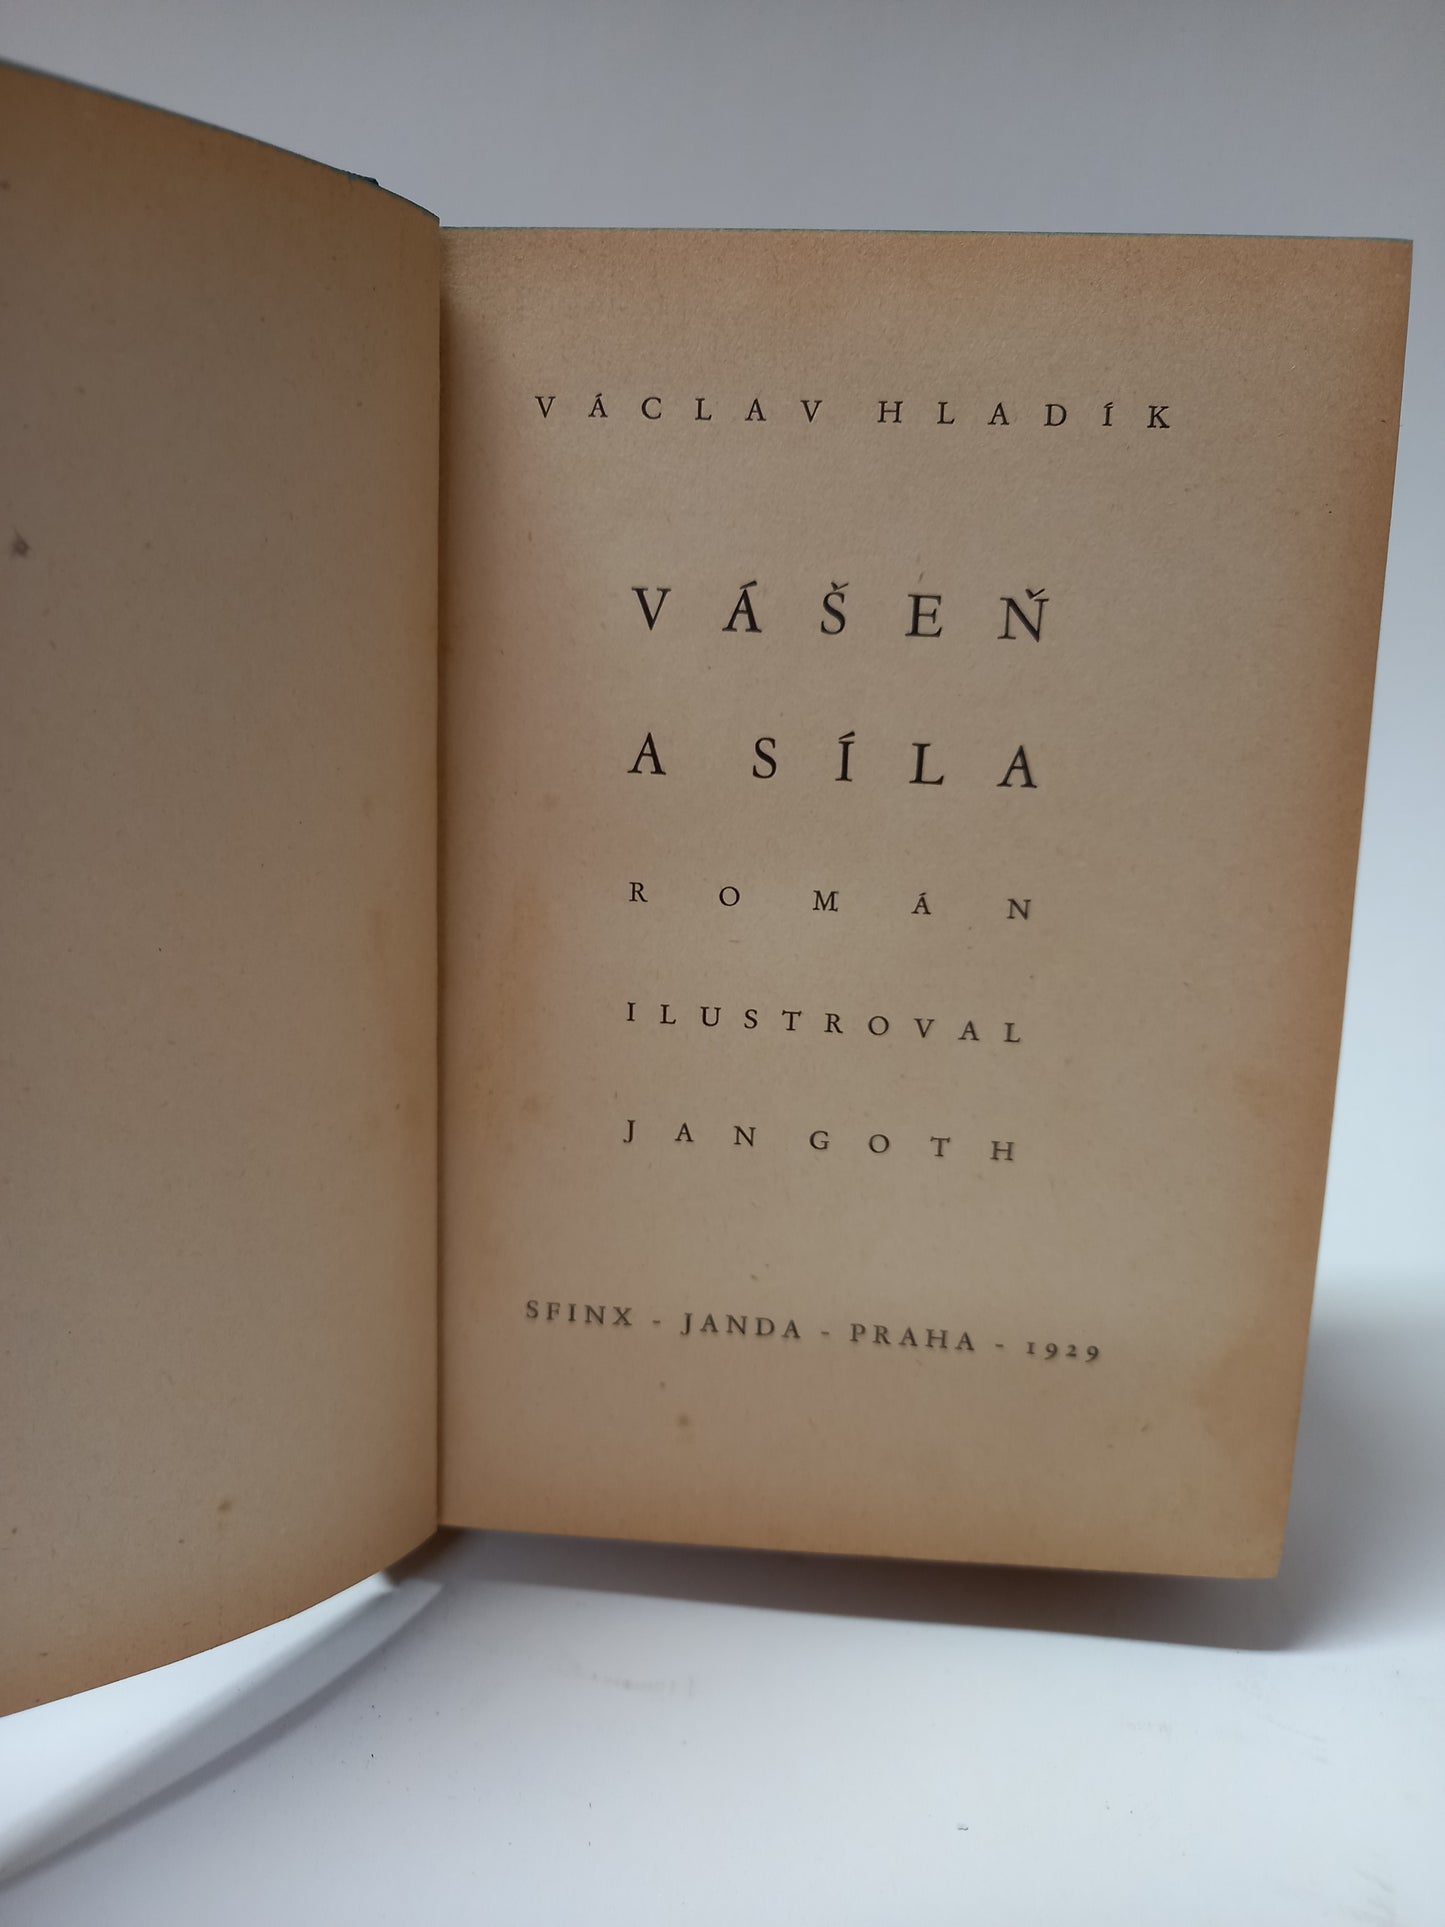 VÁCLAV HLADÍK
VÁŠEŇ
A SÍLA
ROMÁN
ILUSTROVAL
JAN GOTH
SFINX - JANDA - PRAHA - 1929